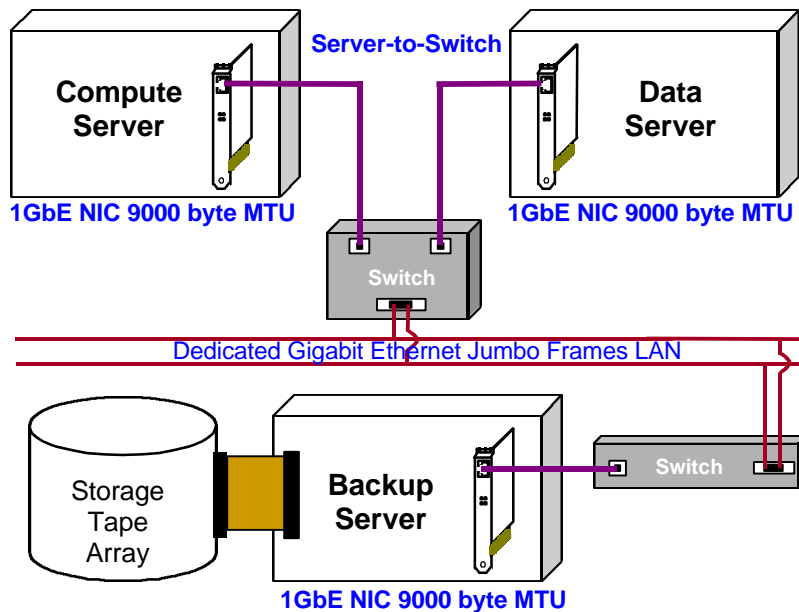 Server-to-Switch
Compute
Server
Data
Server
1GbE NIC 9000 byte MTU
1GbE NIC 9000 byte MTU
Switch
Dedicated Gigabit Ethernet Jumbo Frames LAN
Storage
Tape
Array
Backup
Server
Switch
1GbE NIC 9000 byte MTU